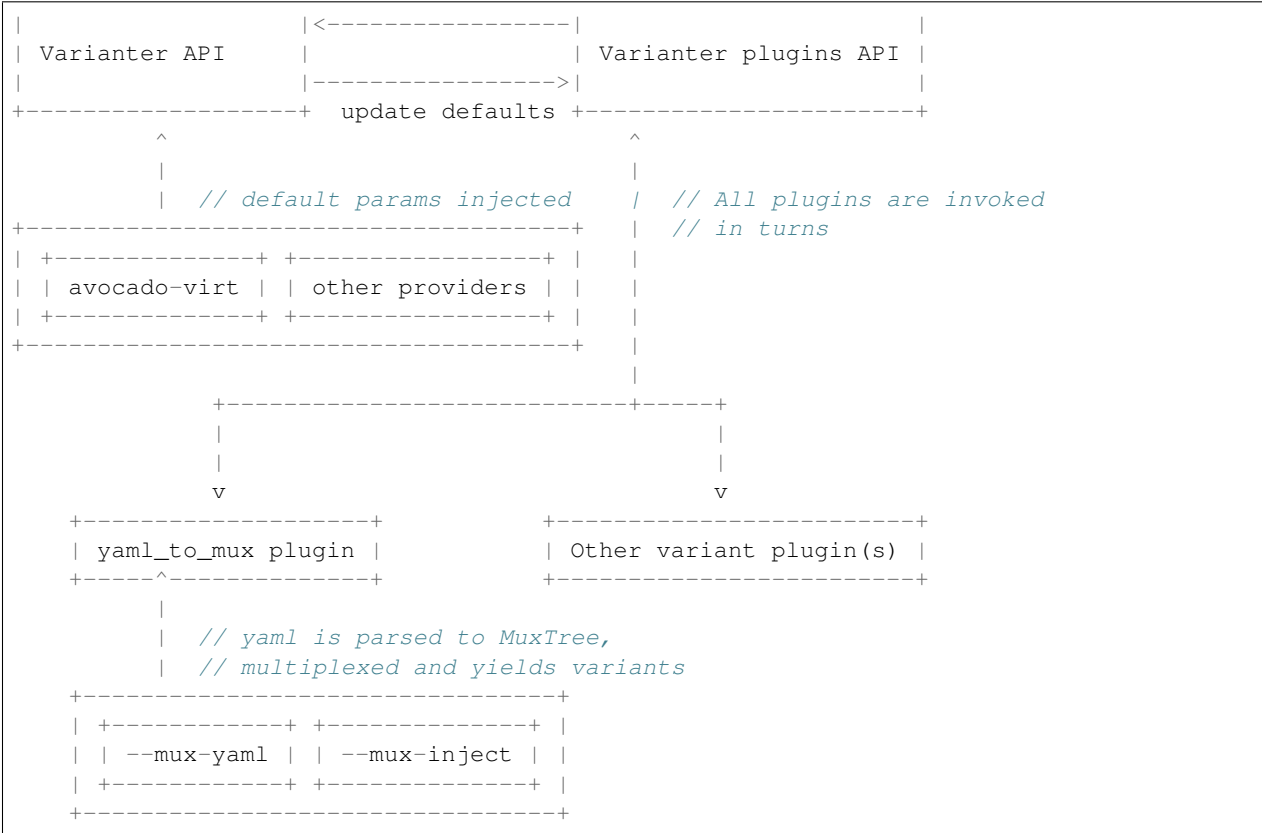 |                   |<-----------------|                       |
| Varianter API     |                  | Varianter plugins API |
|                   |----------------->|                       |
+-------------------+  update defaults +-----------------------+
          ^                                ^
          |                                |
          |  // default params injected    |  // All plugins are invoked
+--------------------------------------+   |  // in turns
| +--------------+ +-----------------+ |   |
| | avocado-virt | | other providers | |   |
| +--------------+ +-----------------+ |   |
+--------------------------------------+   |
                                           |
              +----------------------------+-----+
              |                                  |
              |                                  |
              v                                  v
    +--------------------+           +-------------------------+
    | yaml_to_mux plugin |           | Other variant plugin(s) |
    +-----^--------------+           +-------------------------+
          |
          |  // yaml is parsed to MuxTree,
          |  // multiplexed and yields variants
    +---------------------------------+
    | +------------+ +--------------+ |
    | | --mux-yaml | | --mux-inject | |
    | +------------+ +--------------+ |
    +---------------------------------+